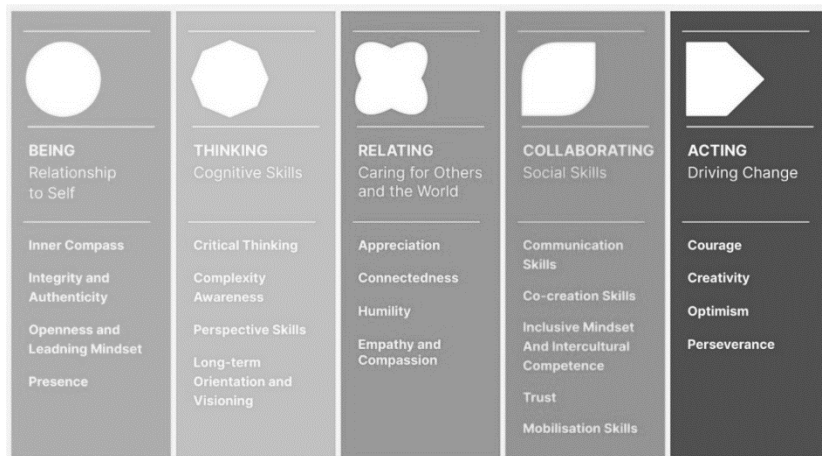 BEING
Relationship
to Self
Inner Compass
Integrity and
Authenticity
Openness and
Leadning Mindset
Presence
THINKING
Cognitive Skills
Critical Thinking
Complexity
Awareness
Perspective Skills
Long-term
Orientation and
Visioning
RELATING
Caring for Others
and the World
Appreciation
Connectedness
Humility
Empathy and
Compassion
COLLABORATING
Social Skills
Communication
Skills
Co-creation Skills
Inclusive Mindset
And Intercultural
Competence
Trust
Mobilisation Skills
ACTING
Driving Change
Courage
Creativity
Optimism
Perseverance